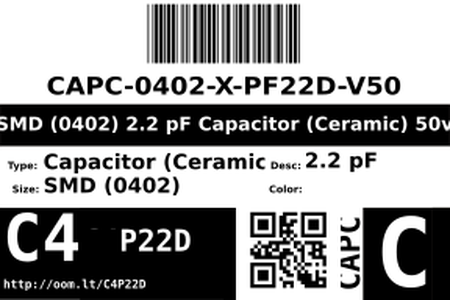 CAPC-0402-X-PF22D-V50
SMD (0402) 2.2 pF Capacitor (Ceramic) 50v
Type: Capacitor (Ceramic Desc: 2.2 pF
Size: SMD (0402) Color:
C4 P22D CAPC C
http://oom.lt/C4P22D